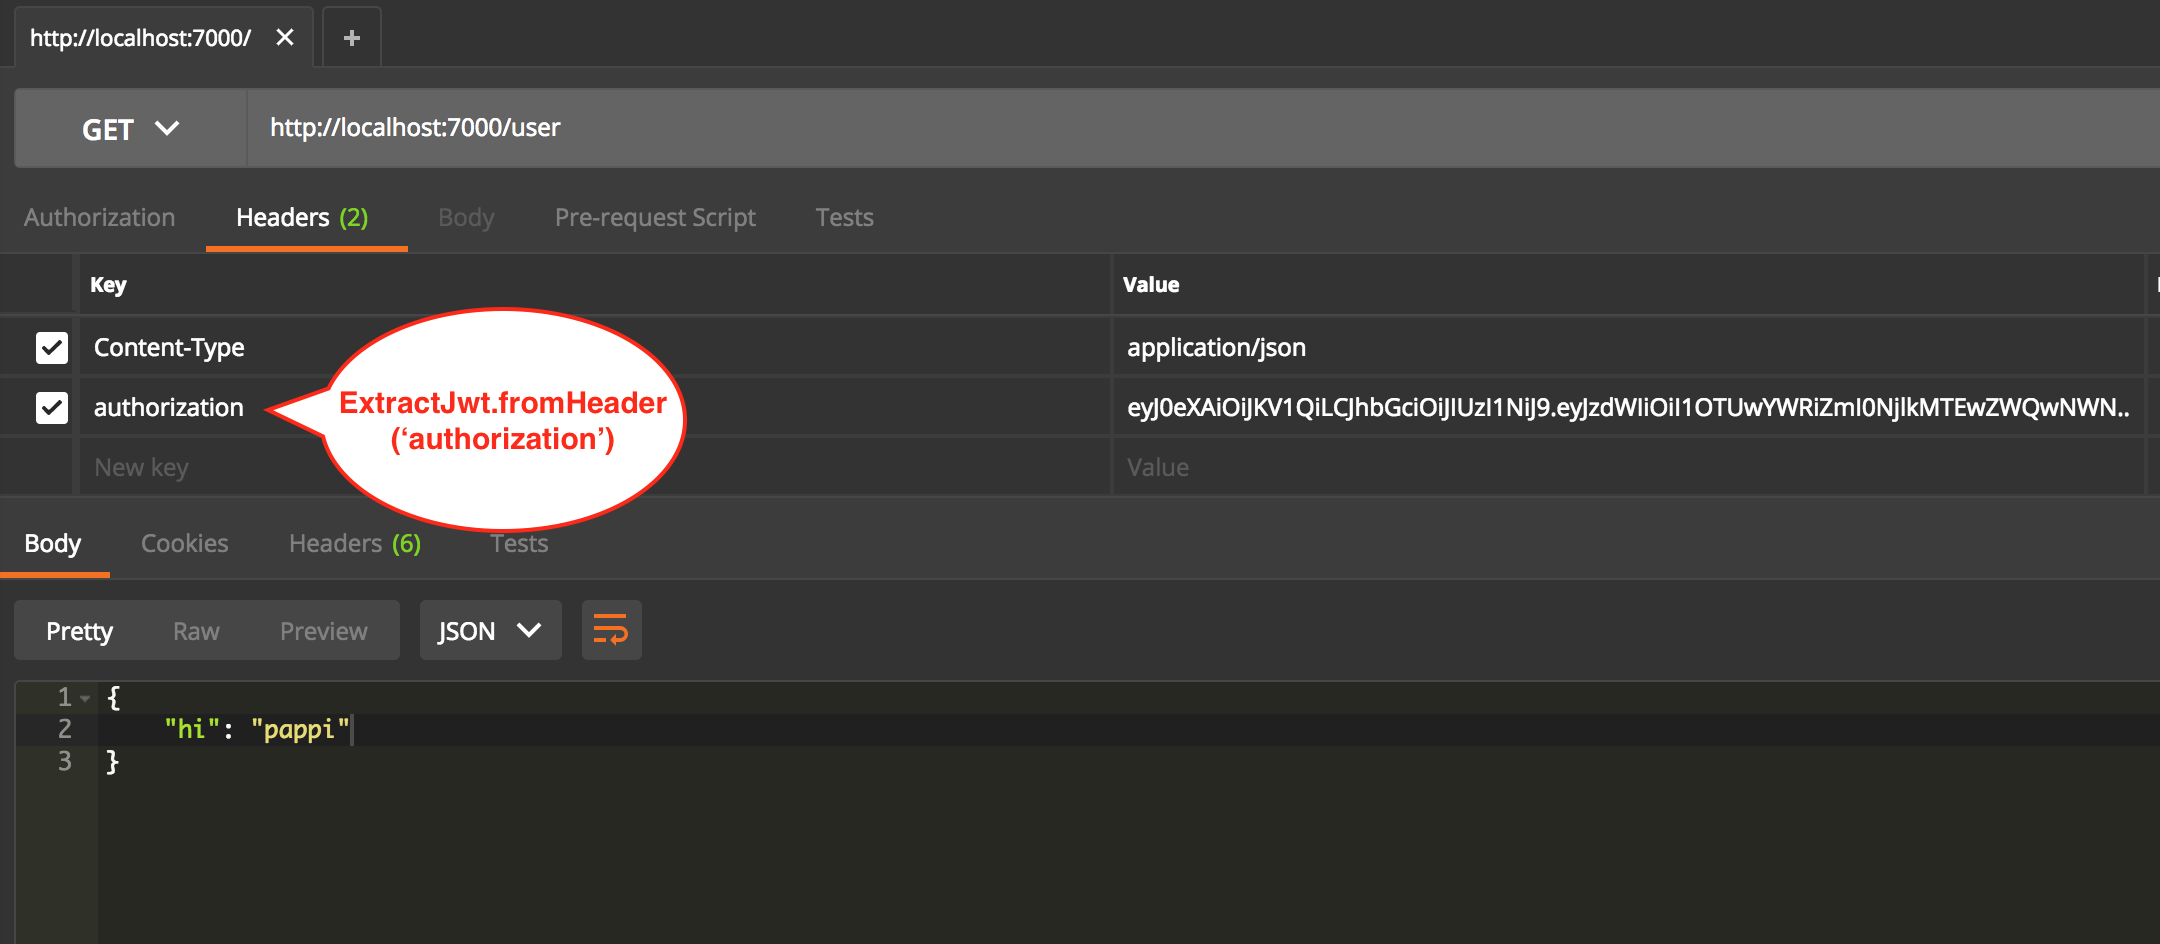 http://localhost:7000/
GET http://localhost:7000/user
Authorization Headers (2) Body Pre-request Script Tests
Key Value
Content-Type application/json
authorization eyJ0eXAiOiJKV1QiLCJhbGciOiJIUzI1NiJ9.eyJzdWIiOiI1OTUwYWRiZmI0NjlkMTEwZWQwNWN..
ExtractJwt.fromHeader
(‘authorization’)
New key Value
Body Cookies Headers (6) Tests
Pretty Raw Preview JSON
1 {
2 "hi": "pappi"
3 }